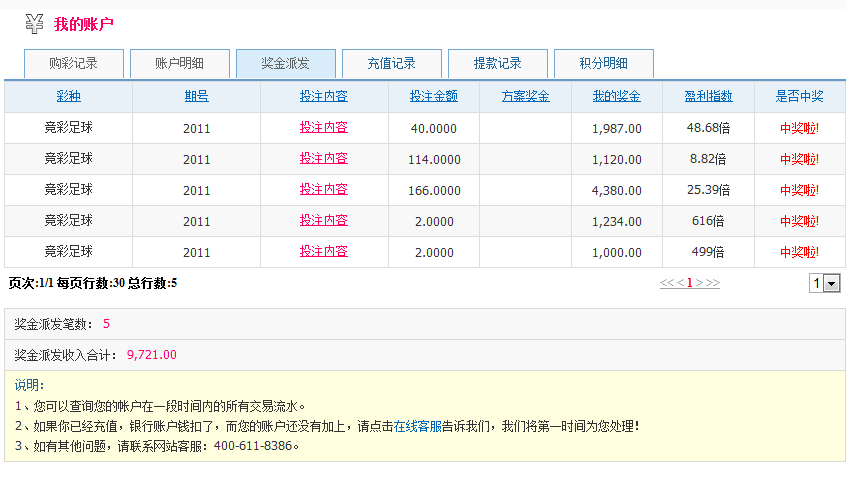 我的账户
购彩记录 账户明细 奖金派发 充值记录 提款记录 积分明细
彩种 期号 投注内容 投注金额 方案奖金 我的奖金 盈利指数 是否中奖
竟彩足球 2011 投注内容 40.0000 1,987.00 48.68倍 中奖啦!
竟彩足球 2011 投注内容 114.0000 1,120.00 8.82倍 中奖啦!
竟彩足球 2011 投注内容 166.0000 4,380.00 25.39倍 中奖啦!
竟彩足球 2011 投注内容 2.0000 1,234.00 616倍 中奖啦!
竟彩足球 2011 投注内容 2.0000 1,000.00 499倍 中奖啦!
页次:1/1 每页行数:30 总行数:5 << < 1 > >> 1
奖金派发笔数： 5
奖金派发收入合计： 9,721.00
说明：
1、您可以查询您的帐户在一段时间内的所有交易流水。
2、如果你已经充值，银行账户钱扣了，而您的账户还没有加上，请点击在线客服告诉我们，我们将第一时间为您处理！
3、如有其他问题，请联系网站客服：400-611-8386。